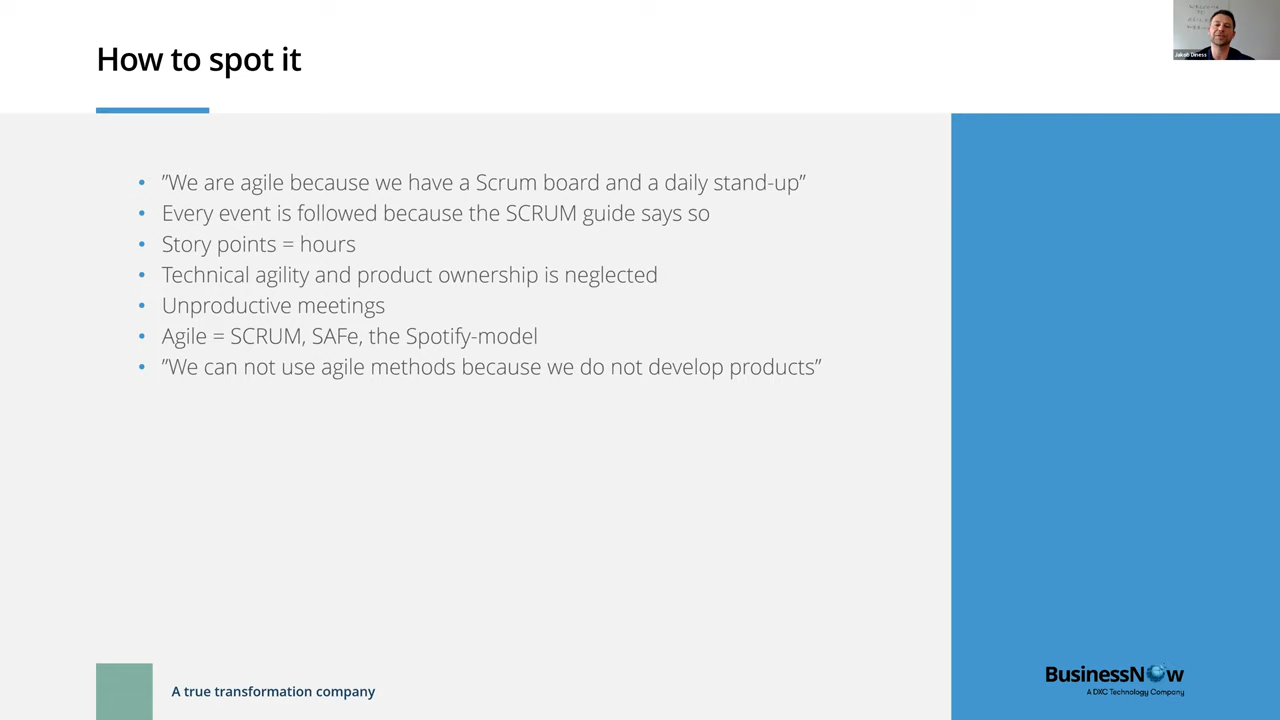 How to spot it
Jakob Diness
• ”We are agile because we have a Scrum board and a daily stand-up”
• Every event is followed because the SCRUM guide says so
• Story points = hours
• Technical agility and product ownership is neglected
• Unproductive meetings
• Agile = SCRUM, SAFe, the Spotify-model
• ”We can not use agile methods because we do not develop products”
A true transformation company
BusinessNow
A DXC Technology Company